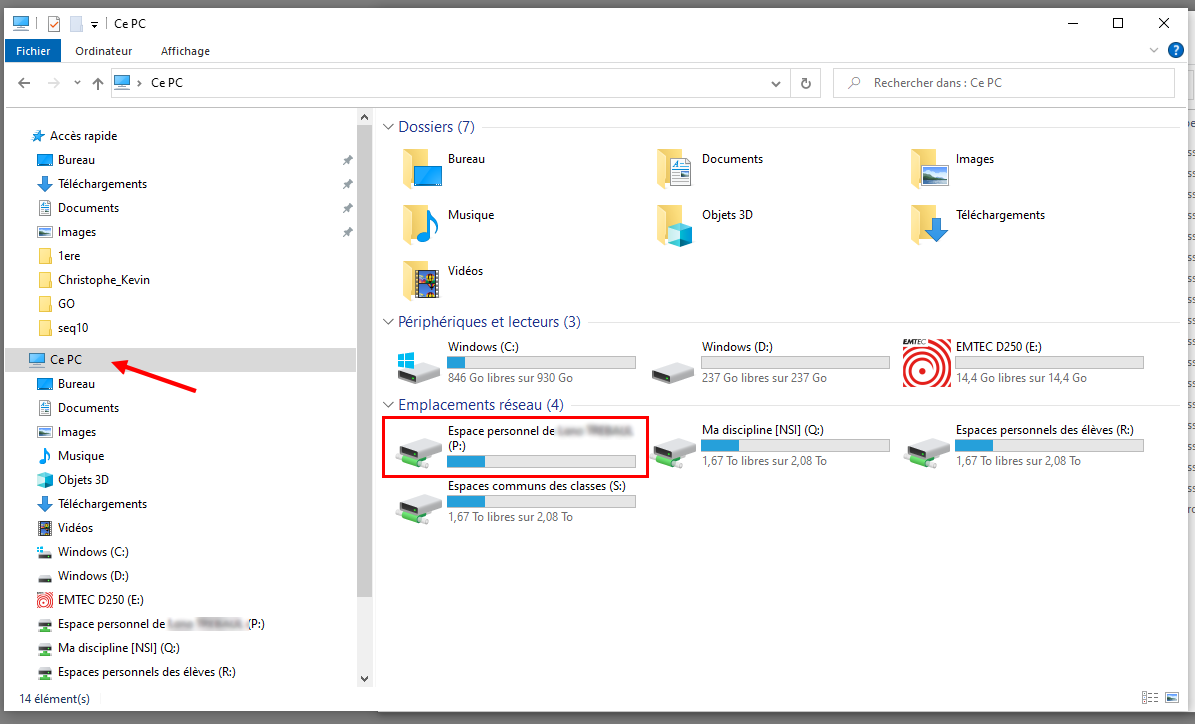 Ce PC
Fichier
Ordinateur
Affichage
?
Ce PC
Rechercher dans : Ce PC
Accès rapide
Bureau
Téléchargements
Documents
Images
1ere
Christophe_Kevin
GO
seq10
Ce PC
Bureau
Documents
Images
Musique
Objets 3D
Téléchargements
Vidéos
Windows (C:)
Windows (D:)
EMTEC D250 (E:)
Espace personnel de (P:)
Ma discipline [NSI] (Q:)
Espaces personnels des élèves (R:)
14 élément(s)
Dossiers (7)
Bureau
Documents
Images
Musique
Objets 3D
Téléchargements
Vidéos
Périphériques et lecteurs (3)
Windows (C:)
846 Go libres sur 930 Go
Windows (D:)
237 Go libres sur 237 Go
EMTEC
EMTEC D250 (E:)
14,4 Go libres sur 14,4 Go
Emplacements réseau (4)
Espace personnel de
(P:)
Ma discipline [NSI] (Q:)
1,67 To libres sur 2,08 To
Espaces personnels des élèves (R:)
1,67 To libres sur 2,08 To
Espaces communs des classes (S:)
1,67 To libres sur 2,08 To